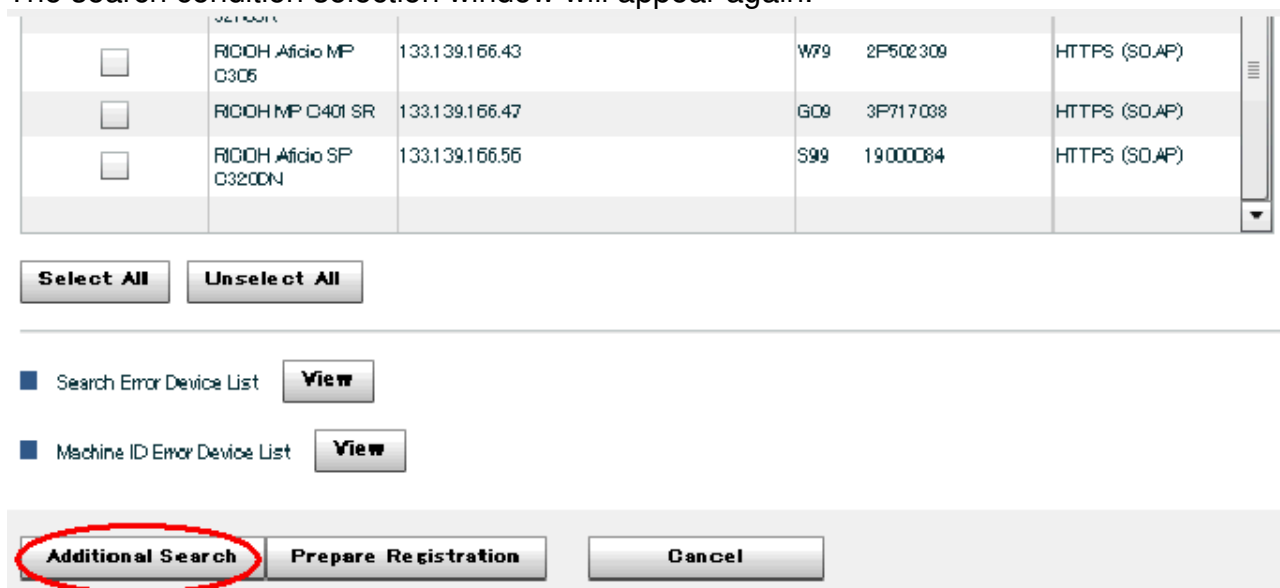 The search condition selection window will appear again.
RICOH Aficio MP 133.139.166.43 W79 2P502309 HTTPS (SOAP)
C305
RICOH MP C401 SR 133.139.166.47 G09 3P717038 HTTPS (SOAP)
RICOH Aficio SP 133.139.166.56 S99 19000084 HTTPS (SOAP)
C320DN
Select All Unselect All
Search Error Device List View
Machine ID Error Device List View
Additional Search Prepare Registration Cancel